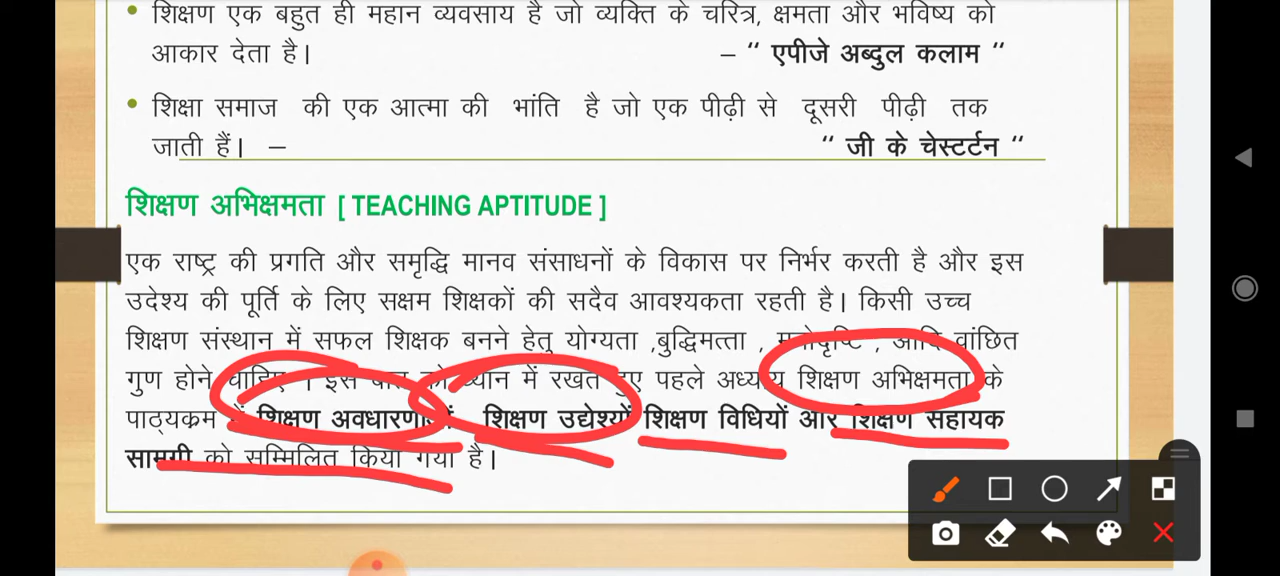 शिक्षण एक बहुत ही महान व्यवसाय है जो व्यक्ति के चरित्र, क्षमता और भविष्य को
आकार देता है। – “ एपीजे अब्दुल कलाम “
शिक्षा समाज की एक आत्मा की भांति है जो एक पीढ़ी से दूसरी पीढ़ी तक
जाती हैं। – “ जी के चेस्टर्टन “
शिक्षण अभिक्षमता [ TEACHING APTITUDE ]
एक राष्ट्र की प्रगति और समृद्धि मानव संसाधनों के विकास पर निर्भर करती है और इस
उदेश्य की पूर्ति के लिए सक्षम शिक्षकों की सदैव आवश्यकता रहती है। किसी उच्च
शिक्षण संस्थान में सफल शिक्षक बनने हेतु योग्यता ,बुद्धिमत्ता , मनोदृष्टि , आदि वांछित
गुण होने चाहिए । इस बात को ध्यान में रखते हुए पहले अध्याय शिक्षण अभिक्षमता के
पाठ्यक्रम में शिक्षण अवधारणाओं शिक्षण उद्येश्यों शिक्षण विधियों और शिक्षण सहायक
सामग्री को सम्मिलित किया गया है।